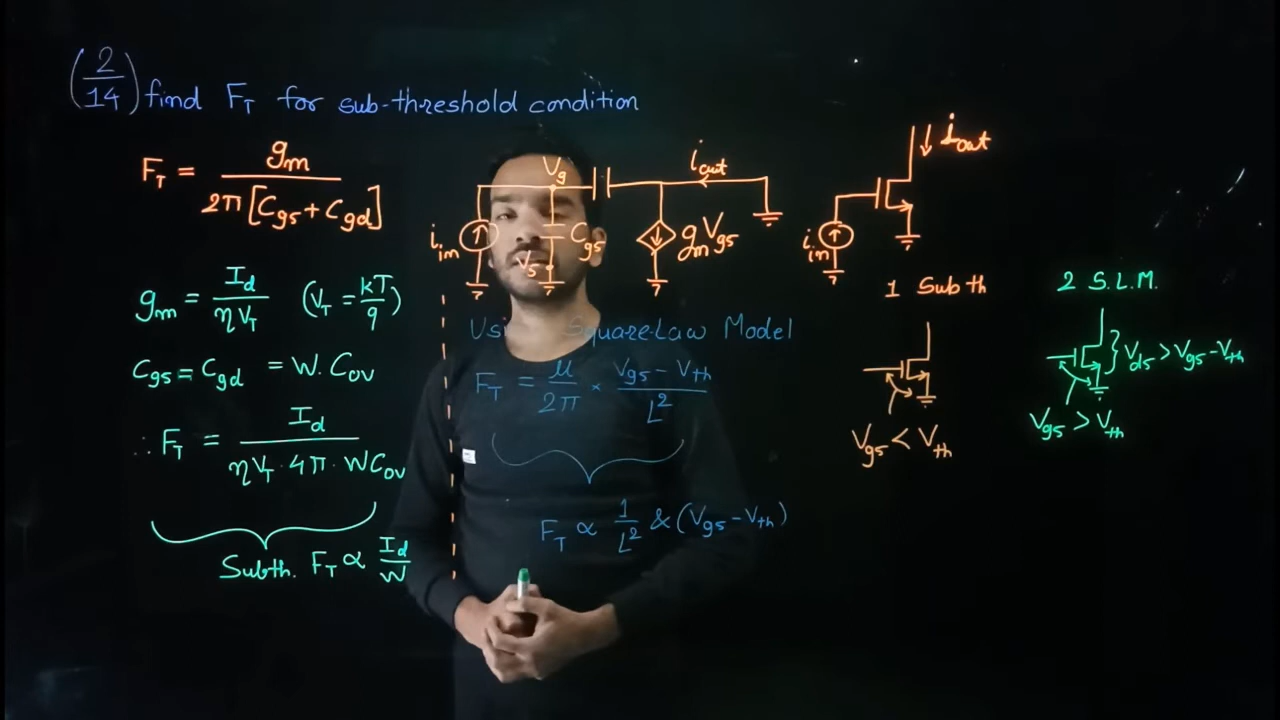 (2/14) find F_T for sub-threshold condition
F_T = g_m / 2π[C_gs + C_gd]
g_m = I_d / ηV_T (V_T = kT/q)
C_gs = C_gd = W. C_ov
∴ F_T = I_d / ηV_T · 4π · WC_ov
Subth. F_T ∝ I_d / W
V_g
i_out
i_in
C_gs
V_s
g_m V_gs
Square-Law Model
F_T = μ/2π × V_gs - V_th / L²
F_T ∝ 1/L² & (V_gs - V_th)
i_out
i_in
1 Subth
V_gs < V_th
2 S.L.M.
V_ds > V_gs - V_th
V_gs > V_th